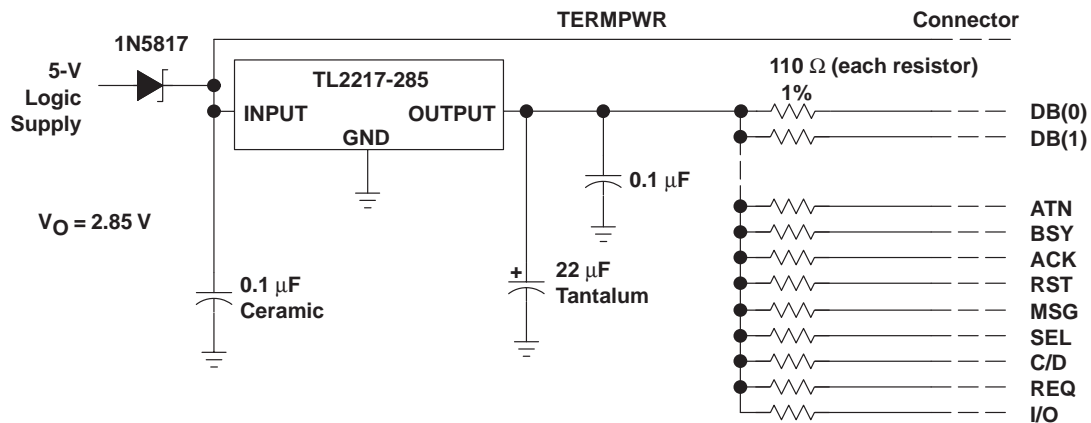 TERMPWR
Connector
1N5817
5-V
Logic
Supply
TL2217-285
INPUT
OUTPUT
GND
110 Ω (each resistor)
1%
DB(0)
DB(1)
0.1 μF
VO = 2.85 V
ATN
BSY
ACK
RST
MSG
SEL
C/D
REQ
I/O
0.1 μF
Ceramic
+
22 μF
Tantalum